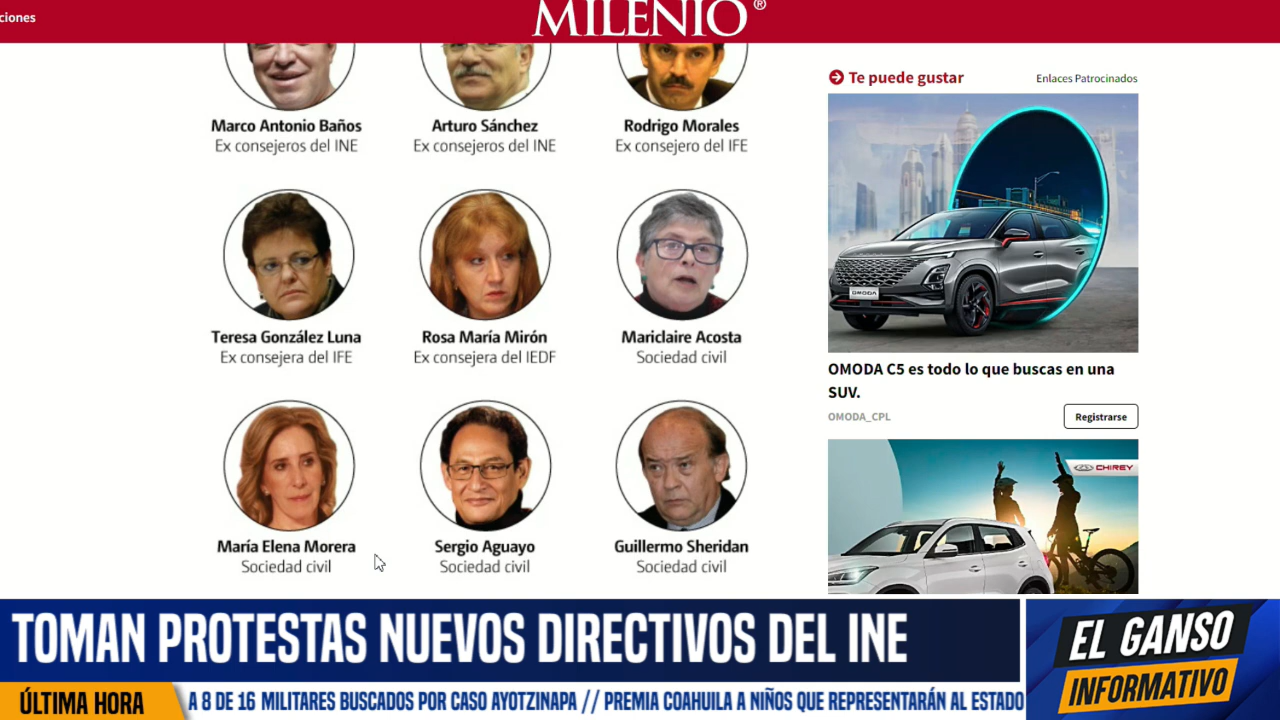 ciones
MILENIO®
Marco Antonio Baños
Ex consejeros del INE
Arturo Sánchez
Ex consejeros del INE
Rodrigo Morales
Ex consejero del IFE
Teresa González Luna
Ex consejera del IFE
Rosa María Mirón
Ex consejera del IEDF
Mariclaire Acosta
Sociedad civil
María Elena Morera
Sociedad civil
Sergio Aguayo
Sociedad civil
Guillermo Sheridan
Sociedad civil
Te puede gustar
Enlaces Patrocinados
OMODA
OMODA C5 es todo lo que buscas en una
SUV.
OMODA_CPL
Registrarse
CHIREY
TOMAN PROTESTAS NUEVOS DIRECTIVOS DEL INE
EL GANSO
INFORMATIVO
ÚLTIMA HORA
A 8 DE 16 MILITARES BUSCADOS POR CASO AYOTZINAPA // PREMIA COAHUILA A NIÑOS QUE REPRESENTARÁN AL ESTADO